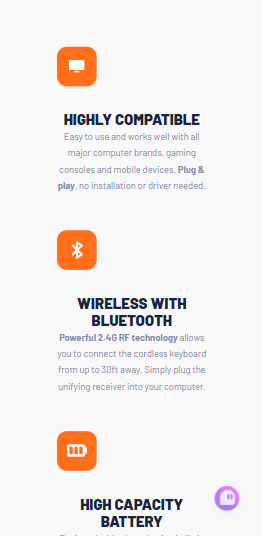 HIGHLY COMPATIBLE
Easy to use and works well with all
major computer brands, gaming
consoles and mobile devices. Plug &
play, no installation or driver needed.
WIRELESS WITH
BLUETOOTH
Powerful 2.4G RF technology allows
you to connect the cordless keyboard
from up to 30ft away. Simply plug the
unifying receiver into your computer.
HIGH CAPACITY
BATTERY